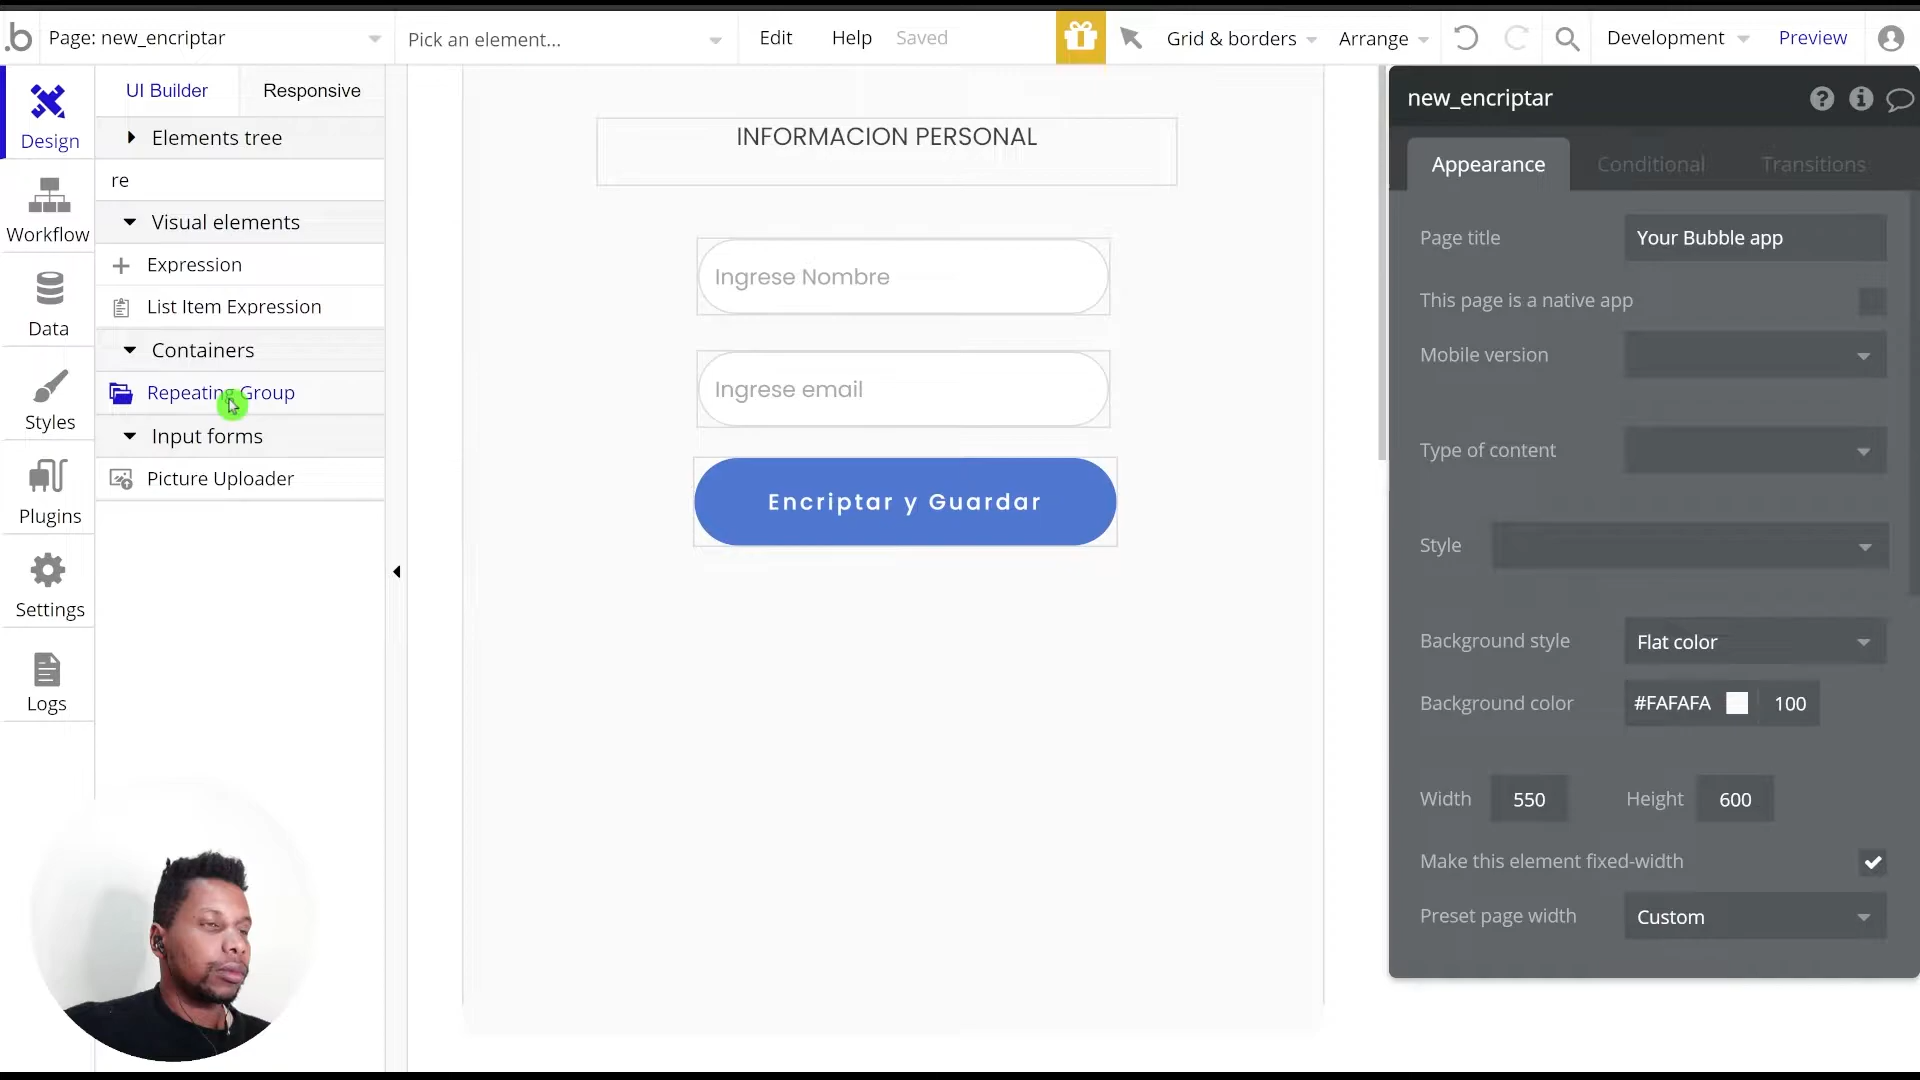 .b
Page: new_encriptar
Pick an element...
Edit
Help
Saved
Grid & borders
Arrange
Development
Preview
UI Builder
Responsive
Design
Workflow
Data
Styles
Plugins
Settings
Logs
Elements tree
re
Visual elements
Expression
List Item Expression
Containers
Repeating Group
Input forms
Picture Uploader
INFORMACION PERSONAL
Ingrese Nombre
Ingrese email
Encriptar y Guardar
new_encriptar
Appearance
Conditional
Transitions
Page title
Your Bubble app
This page is a native app
Mobile version
Type of content
Style
Background style
Flat color
Background color
#FAFAFA
100
Width
550
Height
600
Make this element fixed-width
Preset page width
Custom